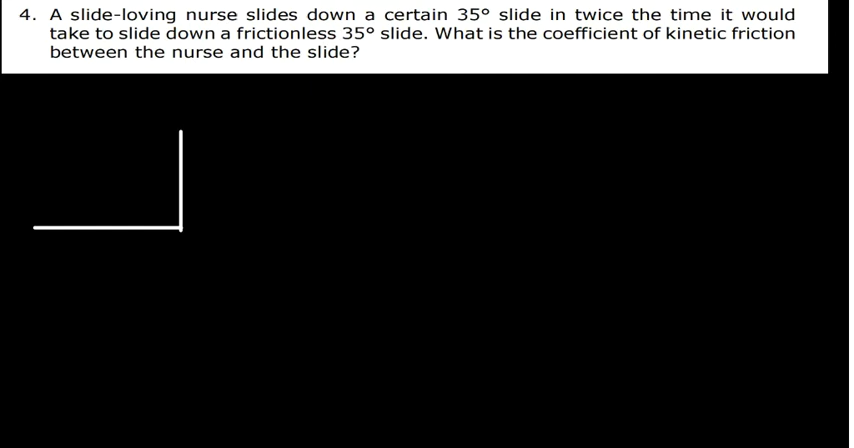 4. A slide-loving nurse slides down a certain 35° slide in twice the time it would
take to slide down a frictionless 35° slide. What is the coefficient of kinetic friction
between the nurse and the slide?